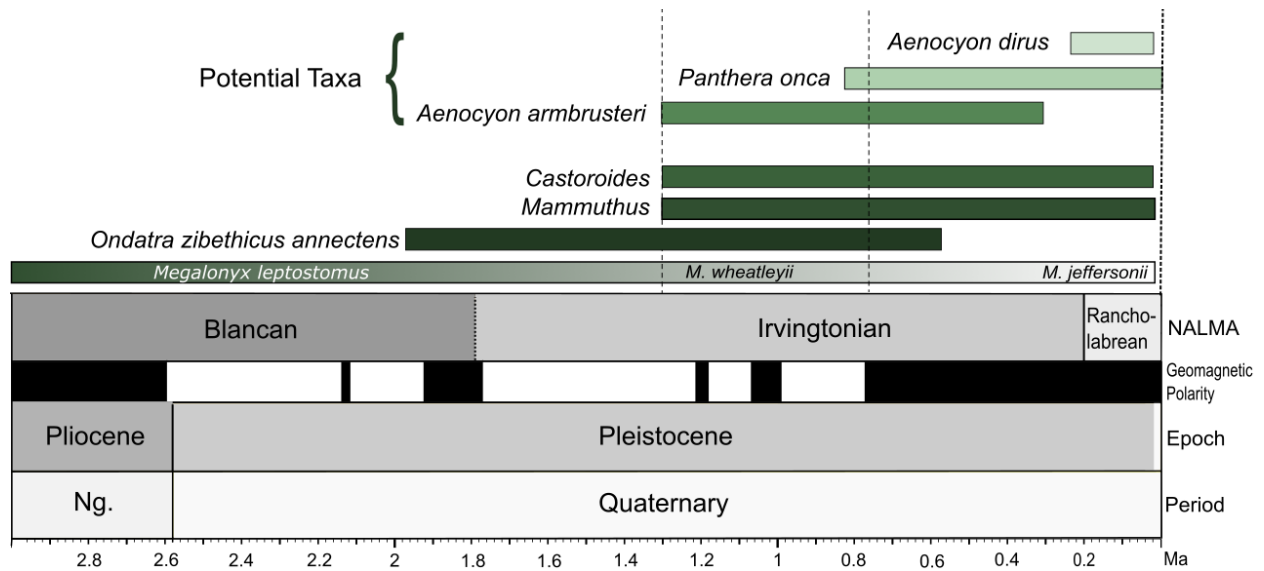 Aenocyon dirus
Potential Taxa
Panthera onca
Aenocyon armbrusteri
Castoroides
Mammuthus
Ondatra zibethicus annectens
Megalonyx leptostomus M. wheatleyii M. jeffersonii
Blancan Irvingtonian Rancho-
labrean NALMA
Geomagnetic
Polarity
Pliocene Pleistocene Epoch
Ng. Quaternary Period
2.8 2.6 2.4 2.2 2 1.8 1.6 1.4 1.2 1 0.8 0.6 0.4 0.2 Ma